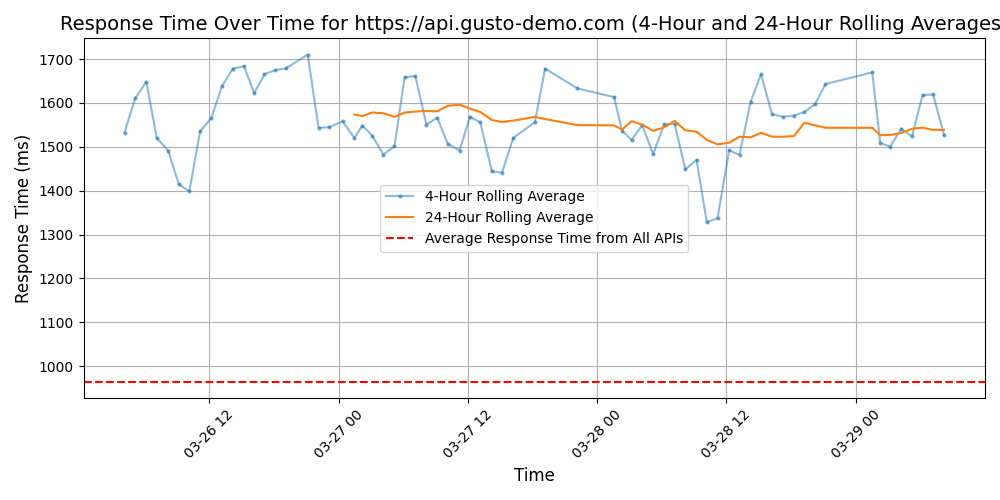 Response Time Over Time for https://api.gusto-demo.com (4-Hour and 24-Hour Rolling Averages
Response Time (ms)
1700
1600
1500
1400
1300
1200
1100
1000
4-Hour Rolling Average
24-Hour Rolling Average
Average Response Time from All APIs
03-26 12
03-27 00
03-27 12
03-28 00
03-28 12
03-29 00
Time